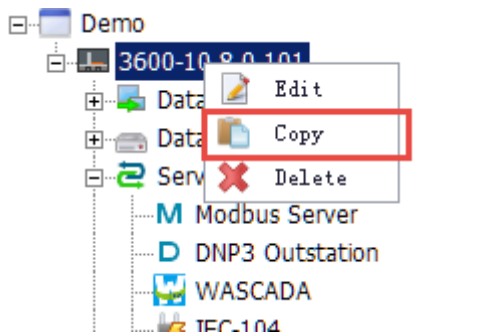 Demo
3600-10.8.0.101
Edit
Data
Copy
Data
Delete
Serv
M Modbus Server
D DNP3 Outstation
WASCADA
IEC-104